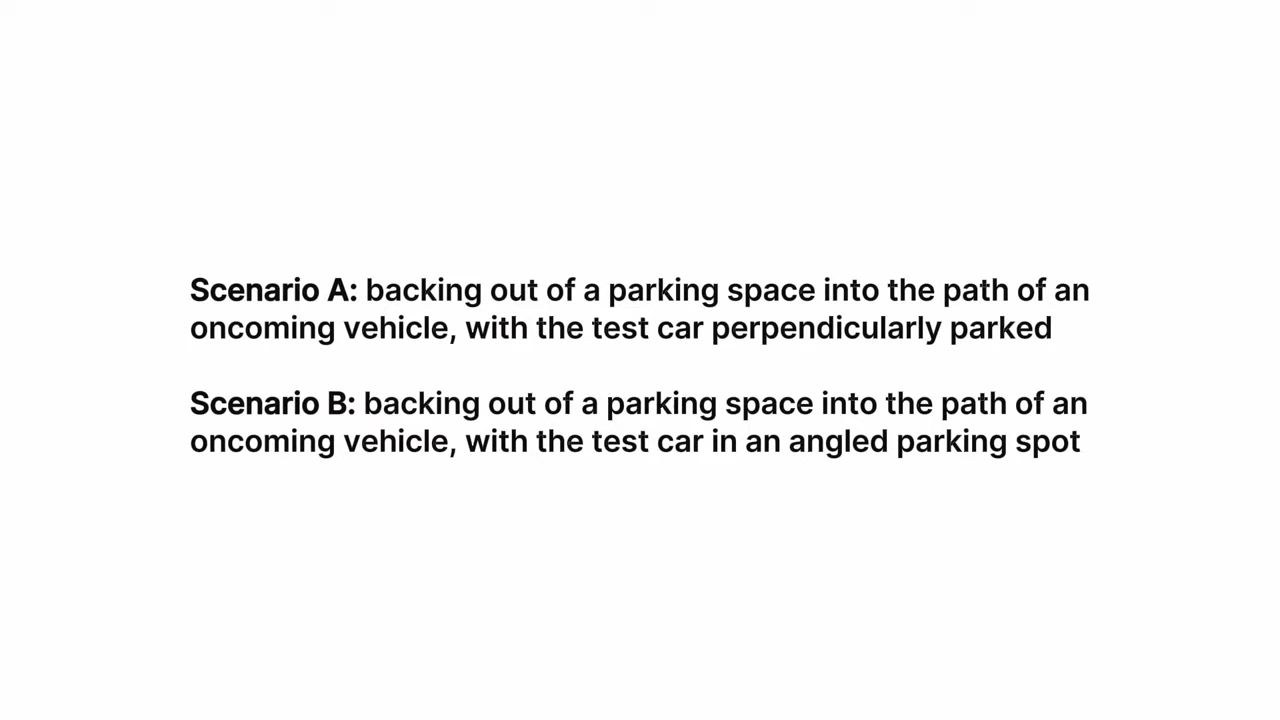 Scenario A: backing out of a parking space into the path of an
oncoming vehicle, with the test car perpendicularly parked
Scenario B: backing out of a parking space into the path of an
oncoming vehicle, with the test car in an angled parking spot